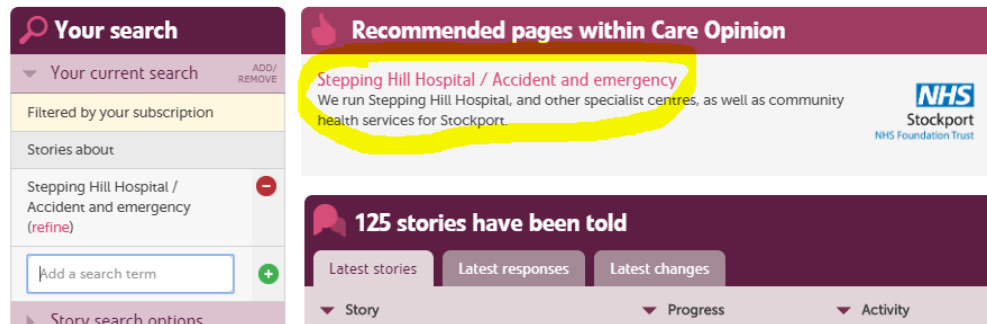 Your search
Your current search
ADD/
REMOVE
Filtered by your subscription
Stories about
Stepping Hill Hospital /
Accident and emergency
(refine)
Add a search term
Story search options
Recommended pages within Care Opinion
Stepping Hill Hospital / Accident and emergency
We run Stepping Hill Hospital, and other specialist centres, as well as community
health services for Stockport.
NHS
Stockport
NHS Foundation Trust
125 stories have been told
Latest stories Latest responses Latest changes
Story Progress Activity